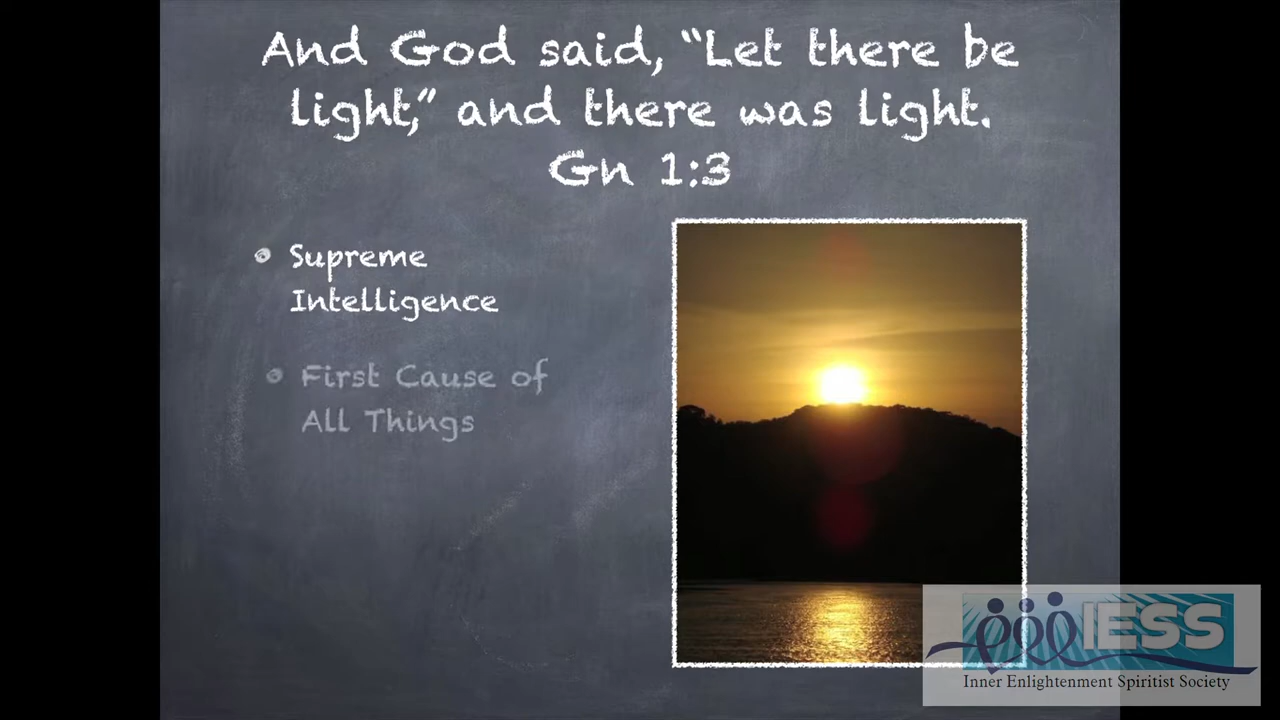 And God said, “Let there be
light,” and there was light.
Gn 1:3
• Supreme
Intelligence
• First Cause of
All Things
IESS
Inner Enlightenment Spiritist Society